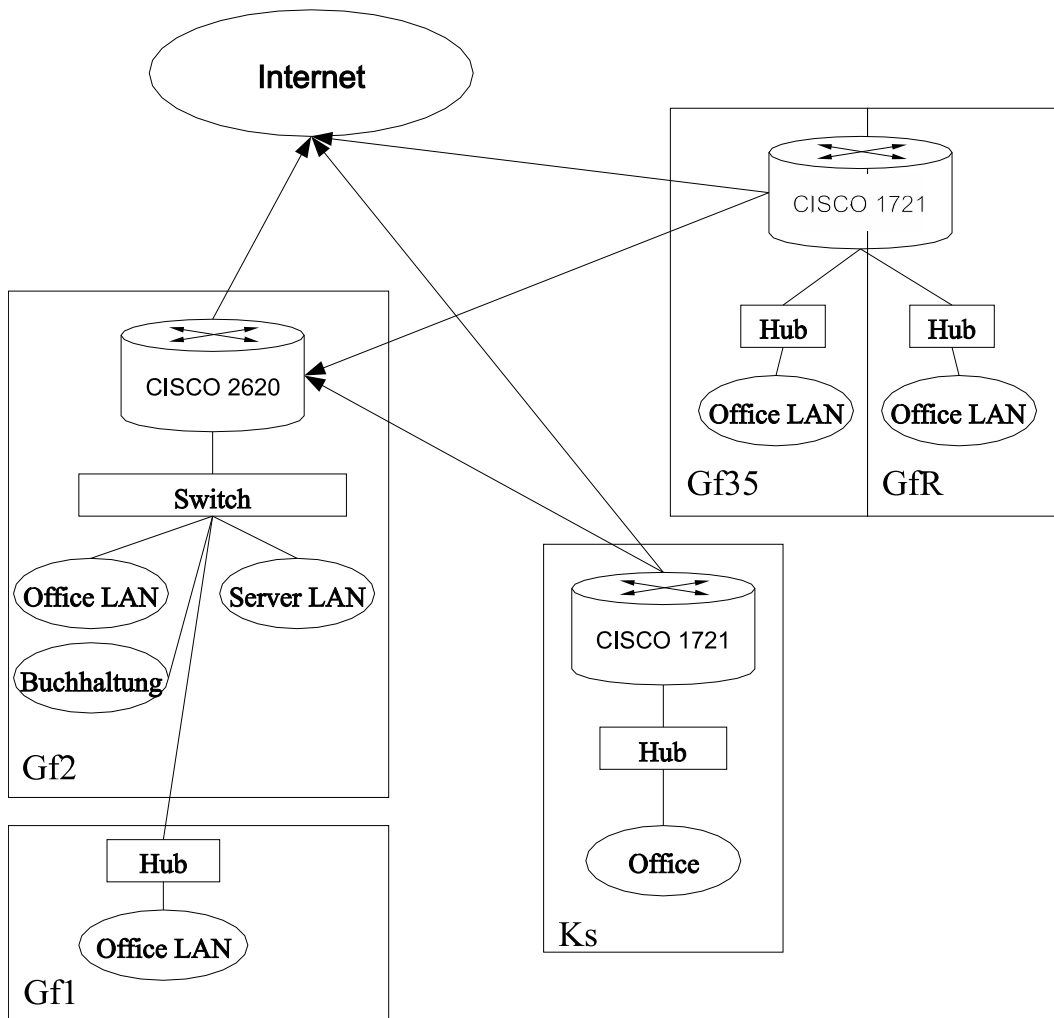 Internet
CISCO 1721
Hub
Hub
Office LAN
Office LAN
Gf35
GfR
CISCO 2620
Switch
Office LAN
Server LAN
Buchhaltung
Gf2
CISCO 1721
Hub
Office
Ks
Hub
Office LAN
Gf1